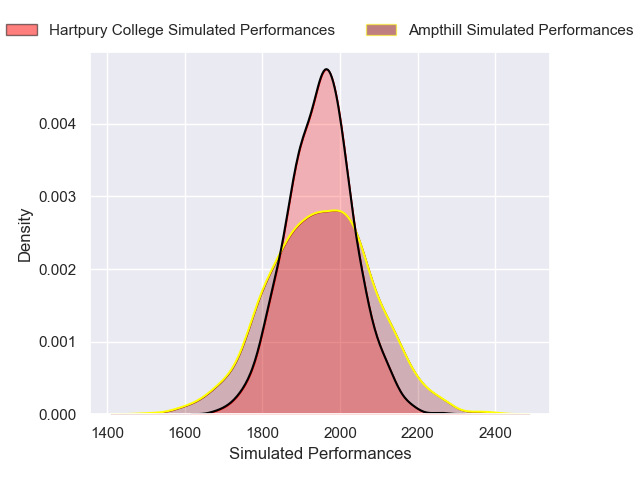 Hartpury College Simulated Performances Ampthill Simulated Performances
0.004
0.003
0.002
0.001
0.000
Density
1400 1600 1800 2000 2200 2400
Simulated Performances